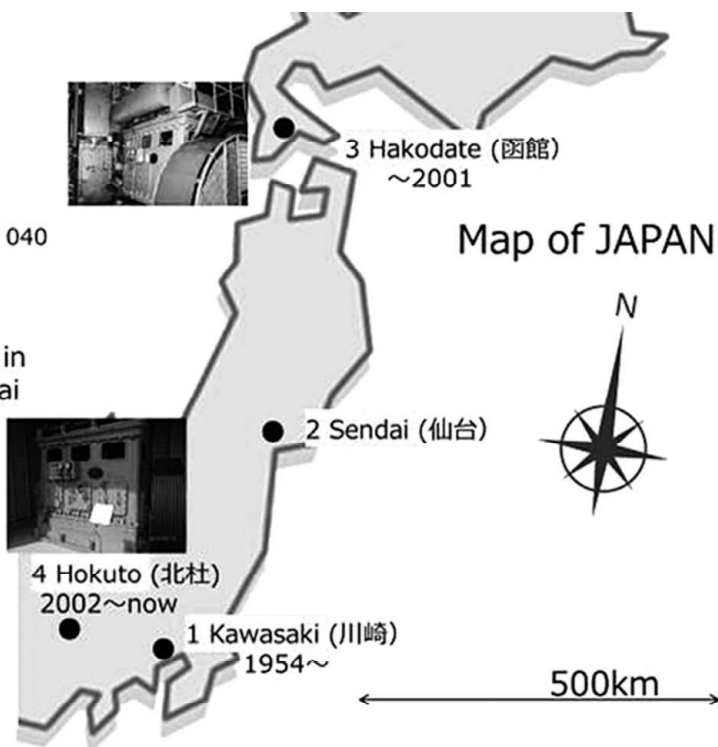 3 Hakodate (函館)
～2001
040
Map of JAPAN
N
in
ai
2 Sendai (仙台)
4 Hokuto (北杜)
2002～now
1 Kawasaki (川崎)
1954～
500km